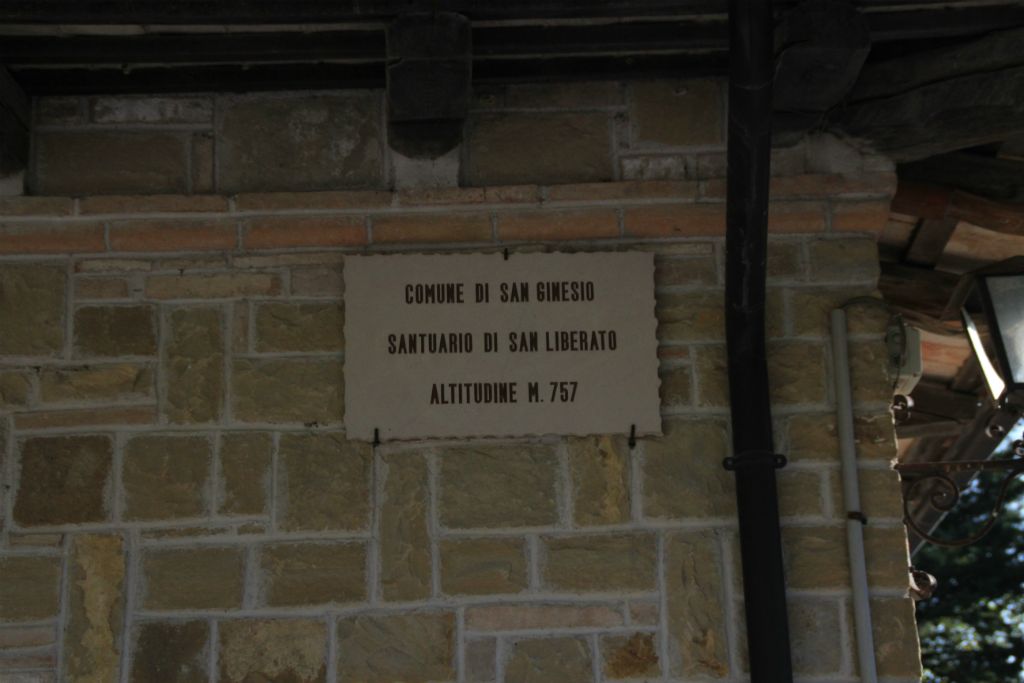 COMUNE DI SAN GINESIO
SANTUARIO DI SAN LIBERATO
ALTITUDINE M. 757